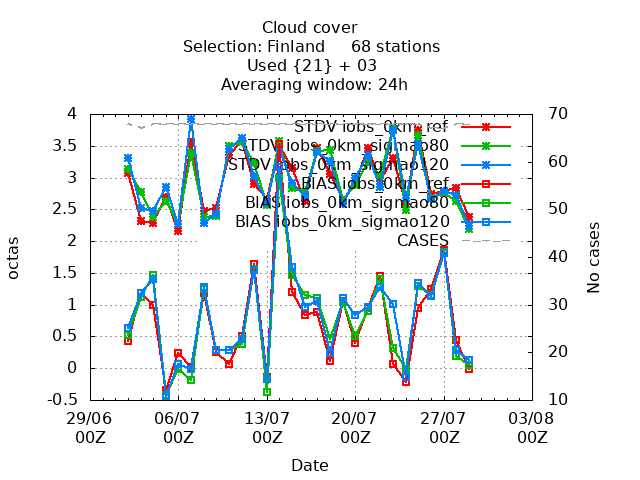 Cloud cover
Selection: Finland     68 stations
Used {21} + 03
Averaging window: 24h
octas
No cases
4
3.5
3
2.5
2
1.5
1
0.5
0
-0.5
70
60
50
40
30
20
10
STDV iobs_0km_ref
STDV iobs_0km_sigmao80
STDV iobs_0km_sigmao120
BIAS iobs_0km_ref
BIAS iobs_0km_sigmao80
BIAS iobs_0km_sigmao120
CASES
29/06 06/07 13/07 20/07 27/07 03/08
00Z 00Z 00Z 00Z 00Z 00Z
Date